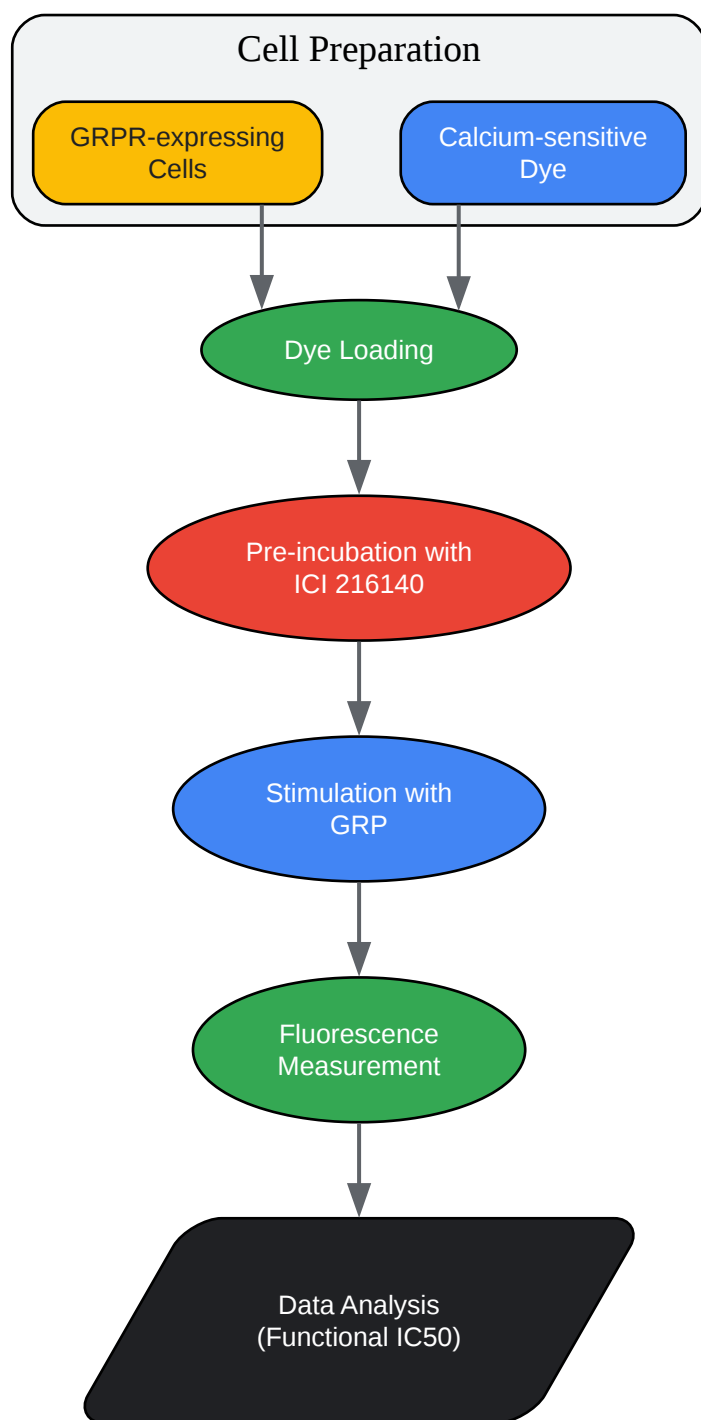 Cell Preparation
GRPR-expressing
Cells
Calcium-sensitive
Dye
Dye Loading
Pre-incubation with
ICI 216140
Stimulation with
GRP
Fluorescence
Measurement
Data Analysis
(Functional IC50)